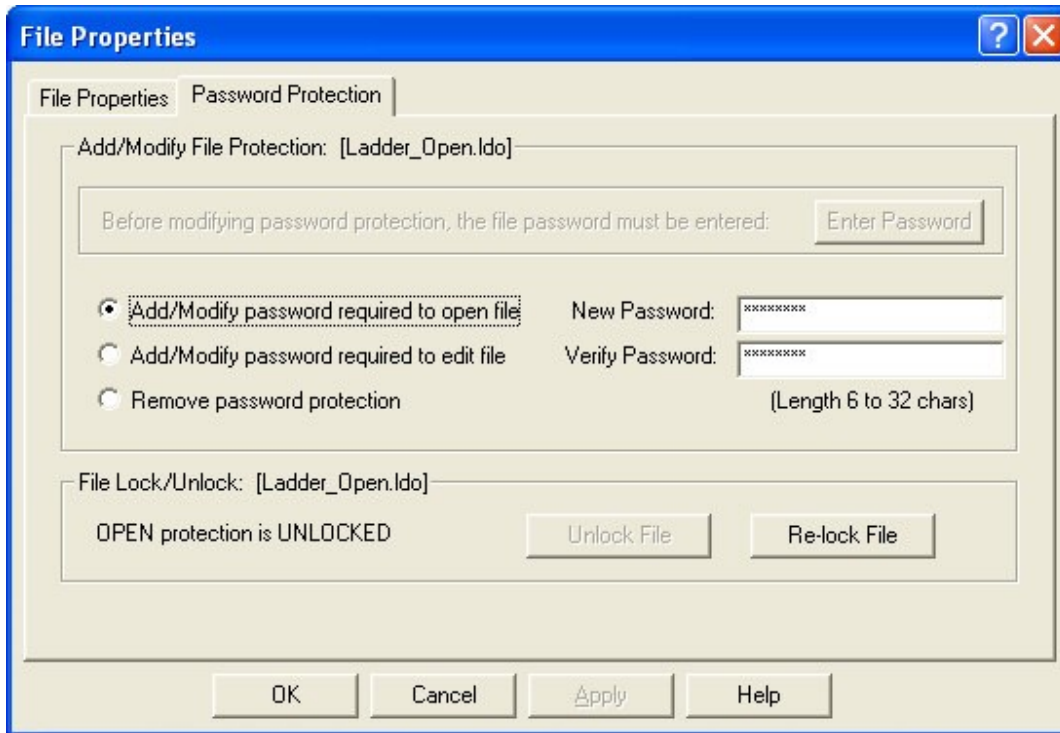 File Properties
File Properties
Password Protection
Add/Modify File Protection: [Ladder_Open.ldo]
Before modifying password protection, the file password must be entered:
Enter Password
Add/Modify password required to open file
New Password:
xxxxxxxx
Add/Modify password required to edit file
Verify Password:
xxxxxxxx
Remove password protection
(Length 6 to 32 chars)
File Lock/Unlock: [Ladder_Open.ldo]
OPEN protection is UNLOCKED
Unlock File
Re-lock File
OK
Cancel
Apply
Help